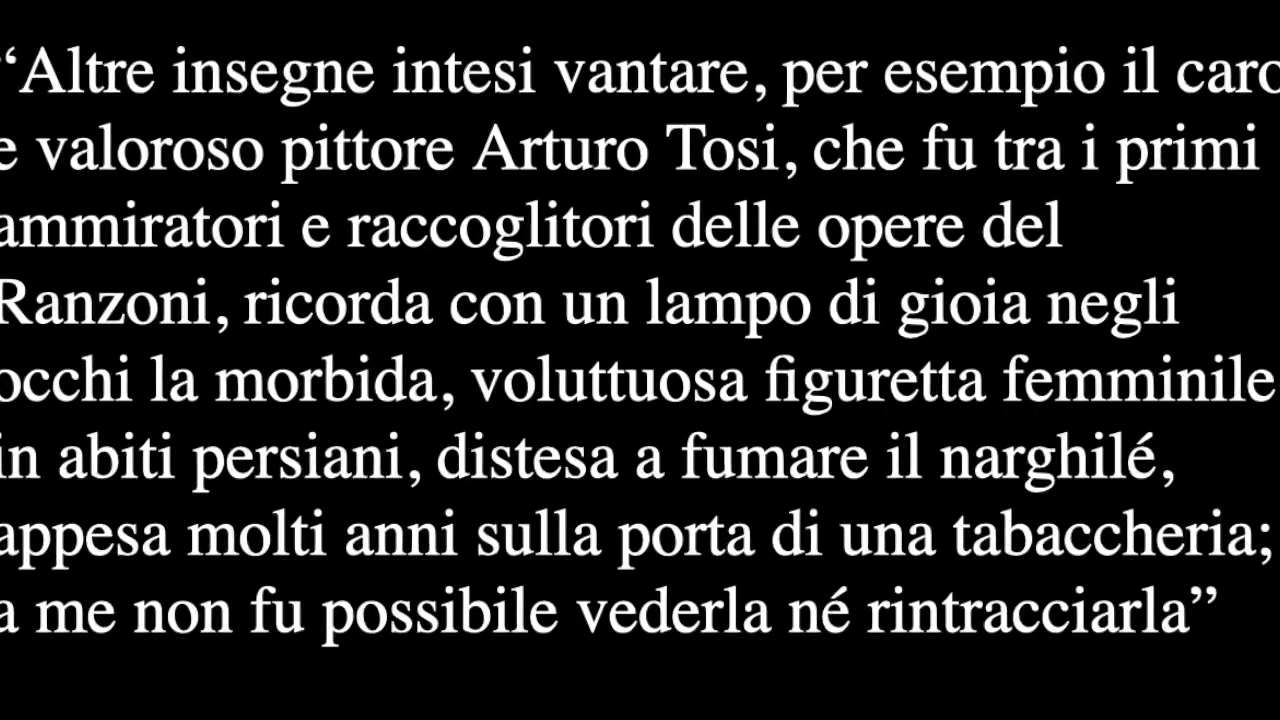 “Altre insegne intesi vantare, per esempio il caro
e valoroso pittore Arturo Tosi, che fu tra i primi
ammiratori e raccoglitori delle opere del
Ranzoni, ricorda con un lampo di gioia negli
occhi la morbida, voluttuosa figuretta femminile
in abiti persiani, distesa a fumare il narghilé,
appesa molti anni sulla porta di una tabaccheria;
a me non fu possibile vederla né rintracciarla”